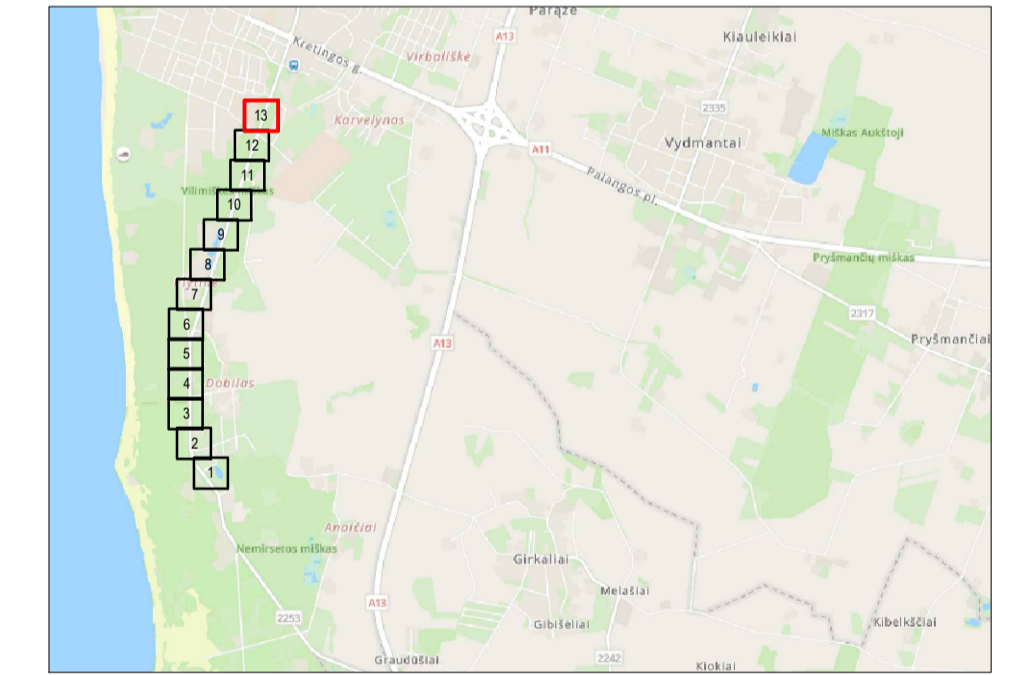 Paraze
A13
Kiauleikiai
Kretingos g.
Virbališkė
2335
13
Karvelynas
Miškas Aukštoji
Vydmantai
12
A11
11
Palangos pl.
10
9
Pryšmančių miškas
8
7
2317
6
Pryšmančiai
A13
5
4
Dobilas
3
2
1
Anaičiai
Nemirsetos miškas
Girkaliai
Melašiai
A13
2253
Gibišeliai
Kibelkščiai
Graudūšiai
2242
Kiokiai